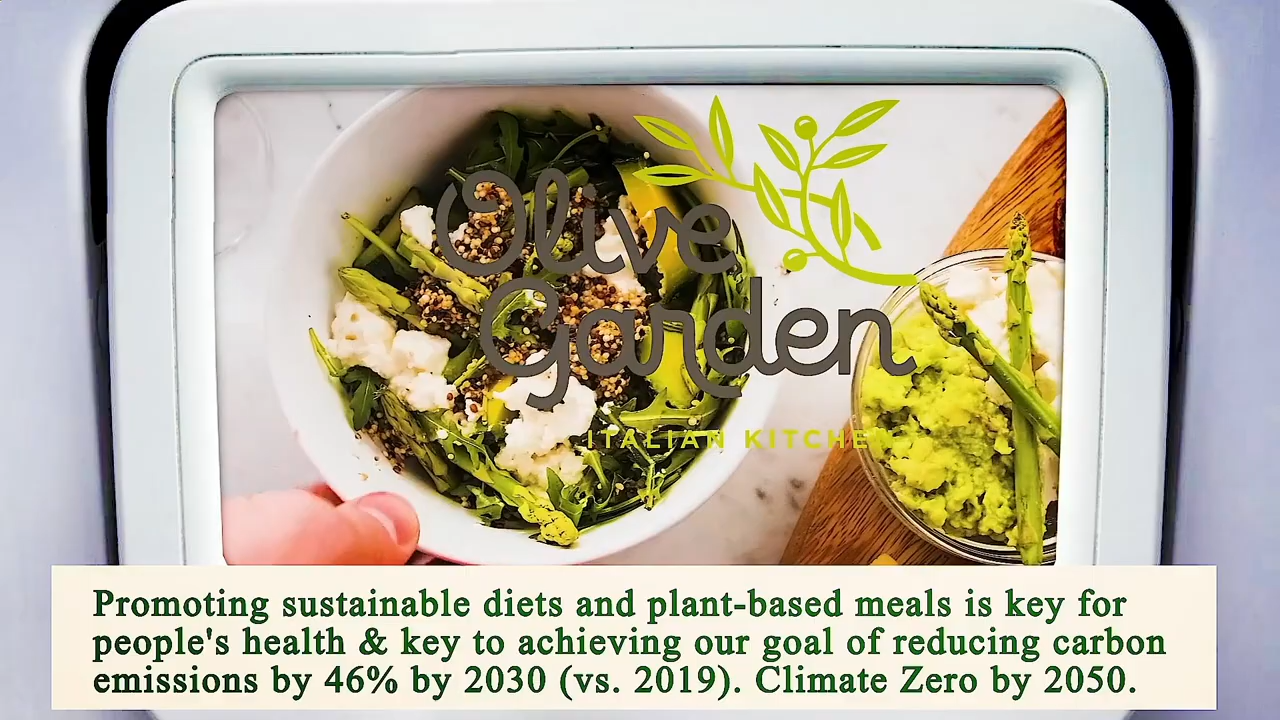 Olive
Garden
ITALIAN KITCHEN
Promoting sustainable diets and plant-based meals is key for
people's health & key to achieving our goal of reducing carbon
emissions by 46% by 2030 (vs. 2019). Climate Zero by 2050.